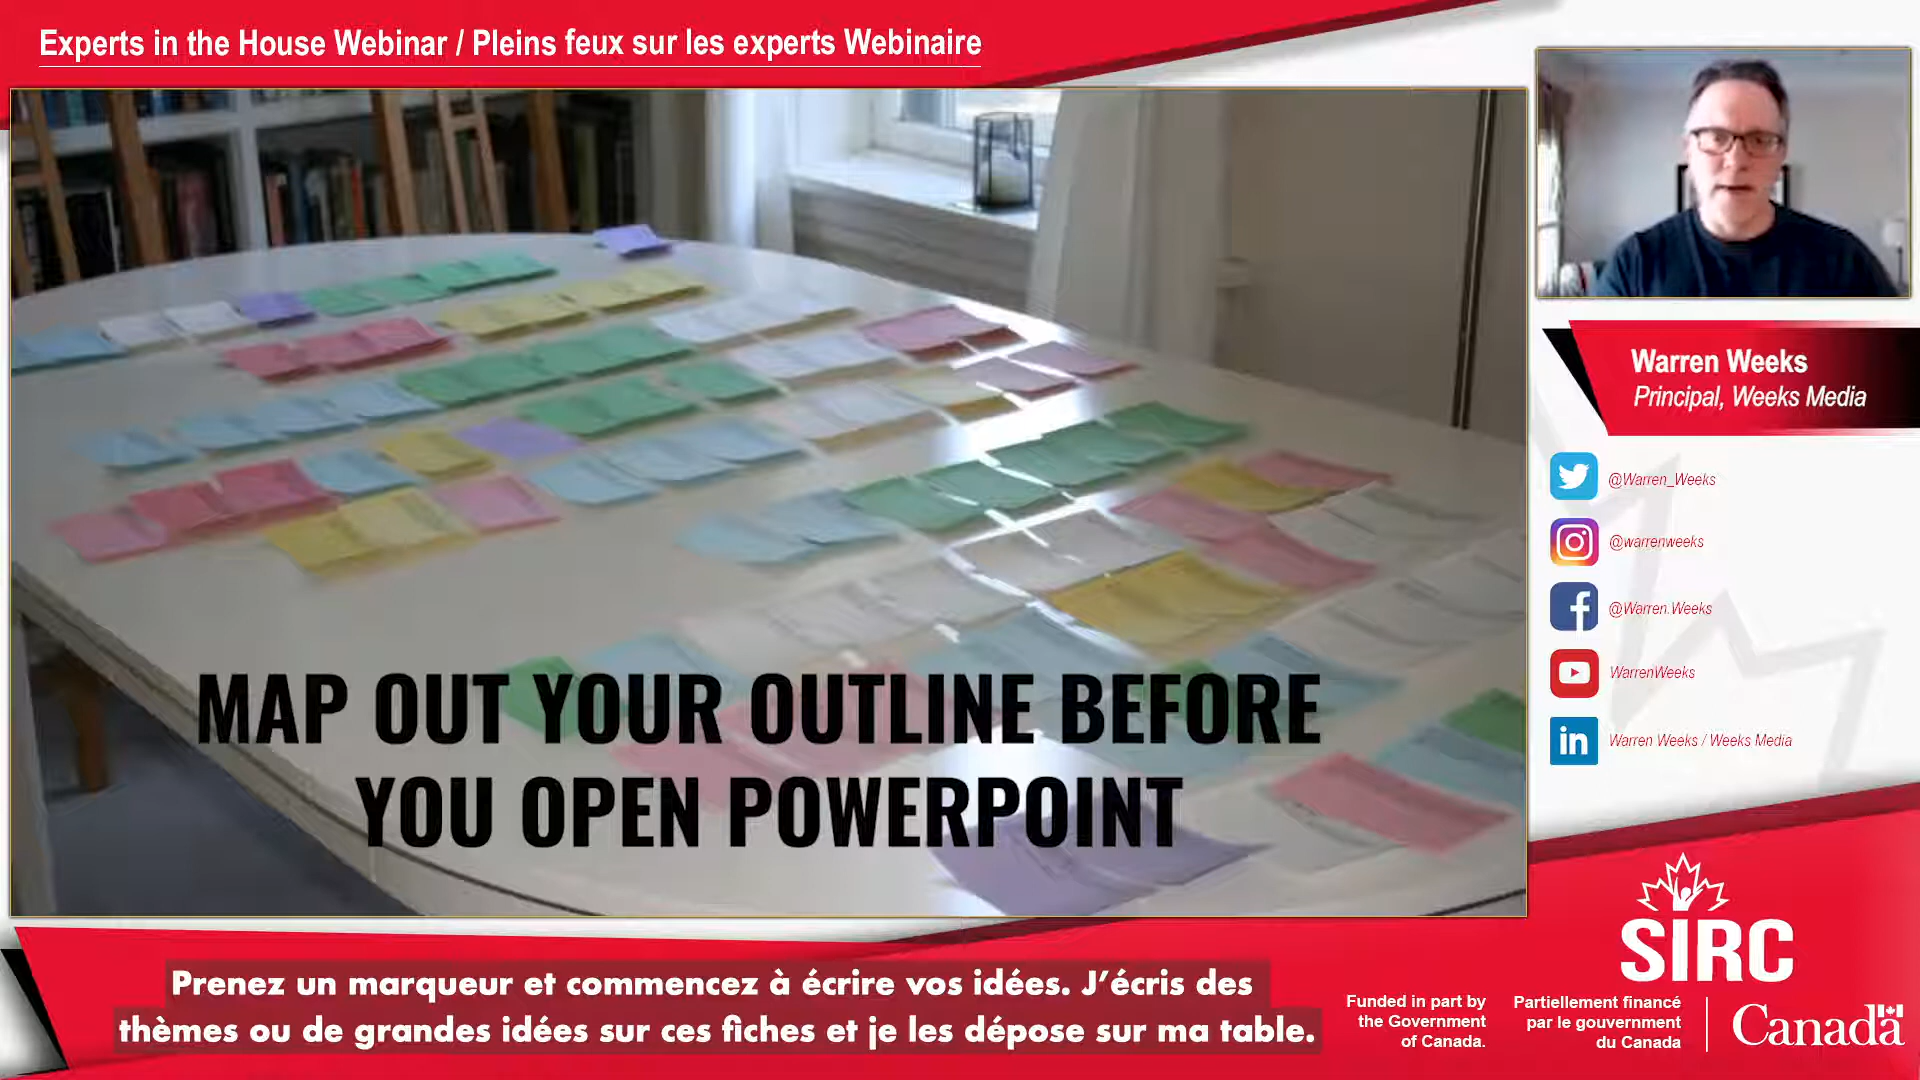 Experts in the House Webinar / Pleins feux sur les experts Webinaire
MAP OUT YOUR OUTLINE BEFORE
YOU OPEN POWERPOINT
Warren Weeks
Principal, Weeks Media
@Warren_Weeks
@warrenweeks
@Warren.Weeks
WarrenWeeks
in
Warren Weeks / Weeks Media
SIRC
Prenez un marqueur et commencez à écrire vos idées. J’écris des
thèmes ou de grandes idées sur ces fiches et je les dépose sur ma table.
Funded in part by
the Government
of Canada.
Partiellement financé
par le gouvernment
du Canada
Canada